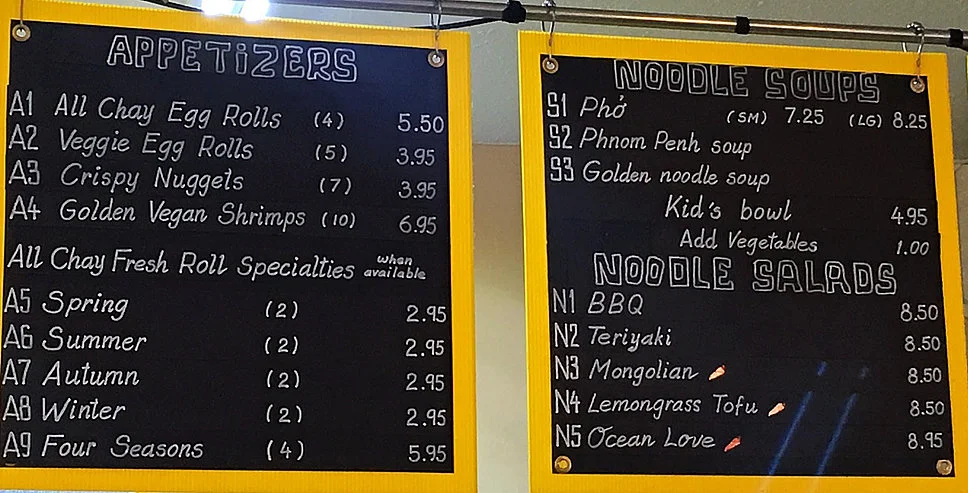 APPETIZERS
A1 All Chay Egg Rolls (4) 5.50
A2 Veggie Egg Rolls (5) 3.95
A3 Crispy Nuggets (7) 3.95
A4 Golden Vegan Shrimps (10) 6.95
All Chay Fresh Roll Specialties when available
A5 Spring (2) 2.95
A6 Summer (2) 2.95
A7 Autumn (2) 2.95
A8 Winter (2) 2.95
A9 Four Seasons (4) 5.95
NOODLE SOUPS
S1 Phở (SM) 7.25 (LG) 8.25
S2 Phnom Penh soup
S3 Golden noodle soup
Kid's bowl 4.95
Add Vegetables 1.00
NOODLE SALADS
N1 BBQ 8.50
N2 Teriyaki 8.50
N3 Mongolian 8.50
N4 Lemongrass Tofu 8.50
N5 Ocean Love 8.95